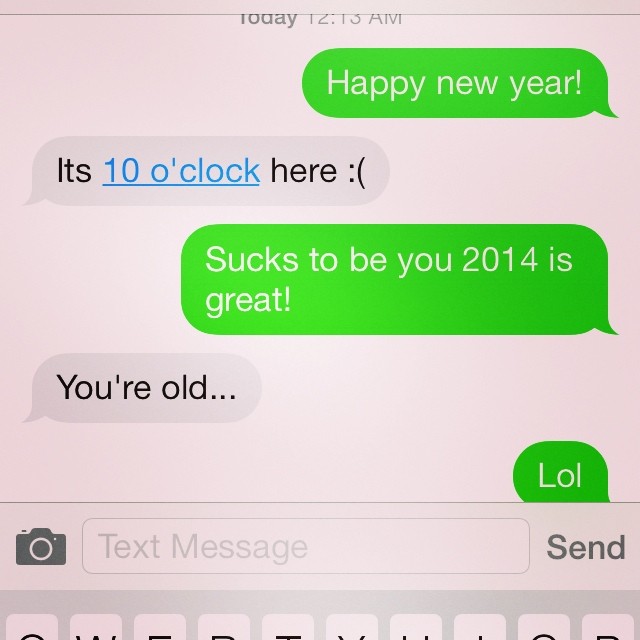 Today 12:13 AM
Happy new year!
Its 10 o'clock here :(
Sucks to be you 2014 is
great!
You're old...
Lol
Text Message
Send